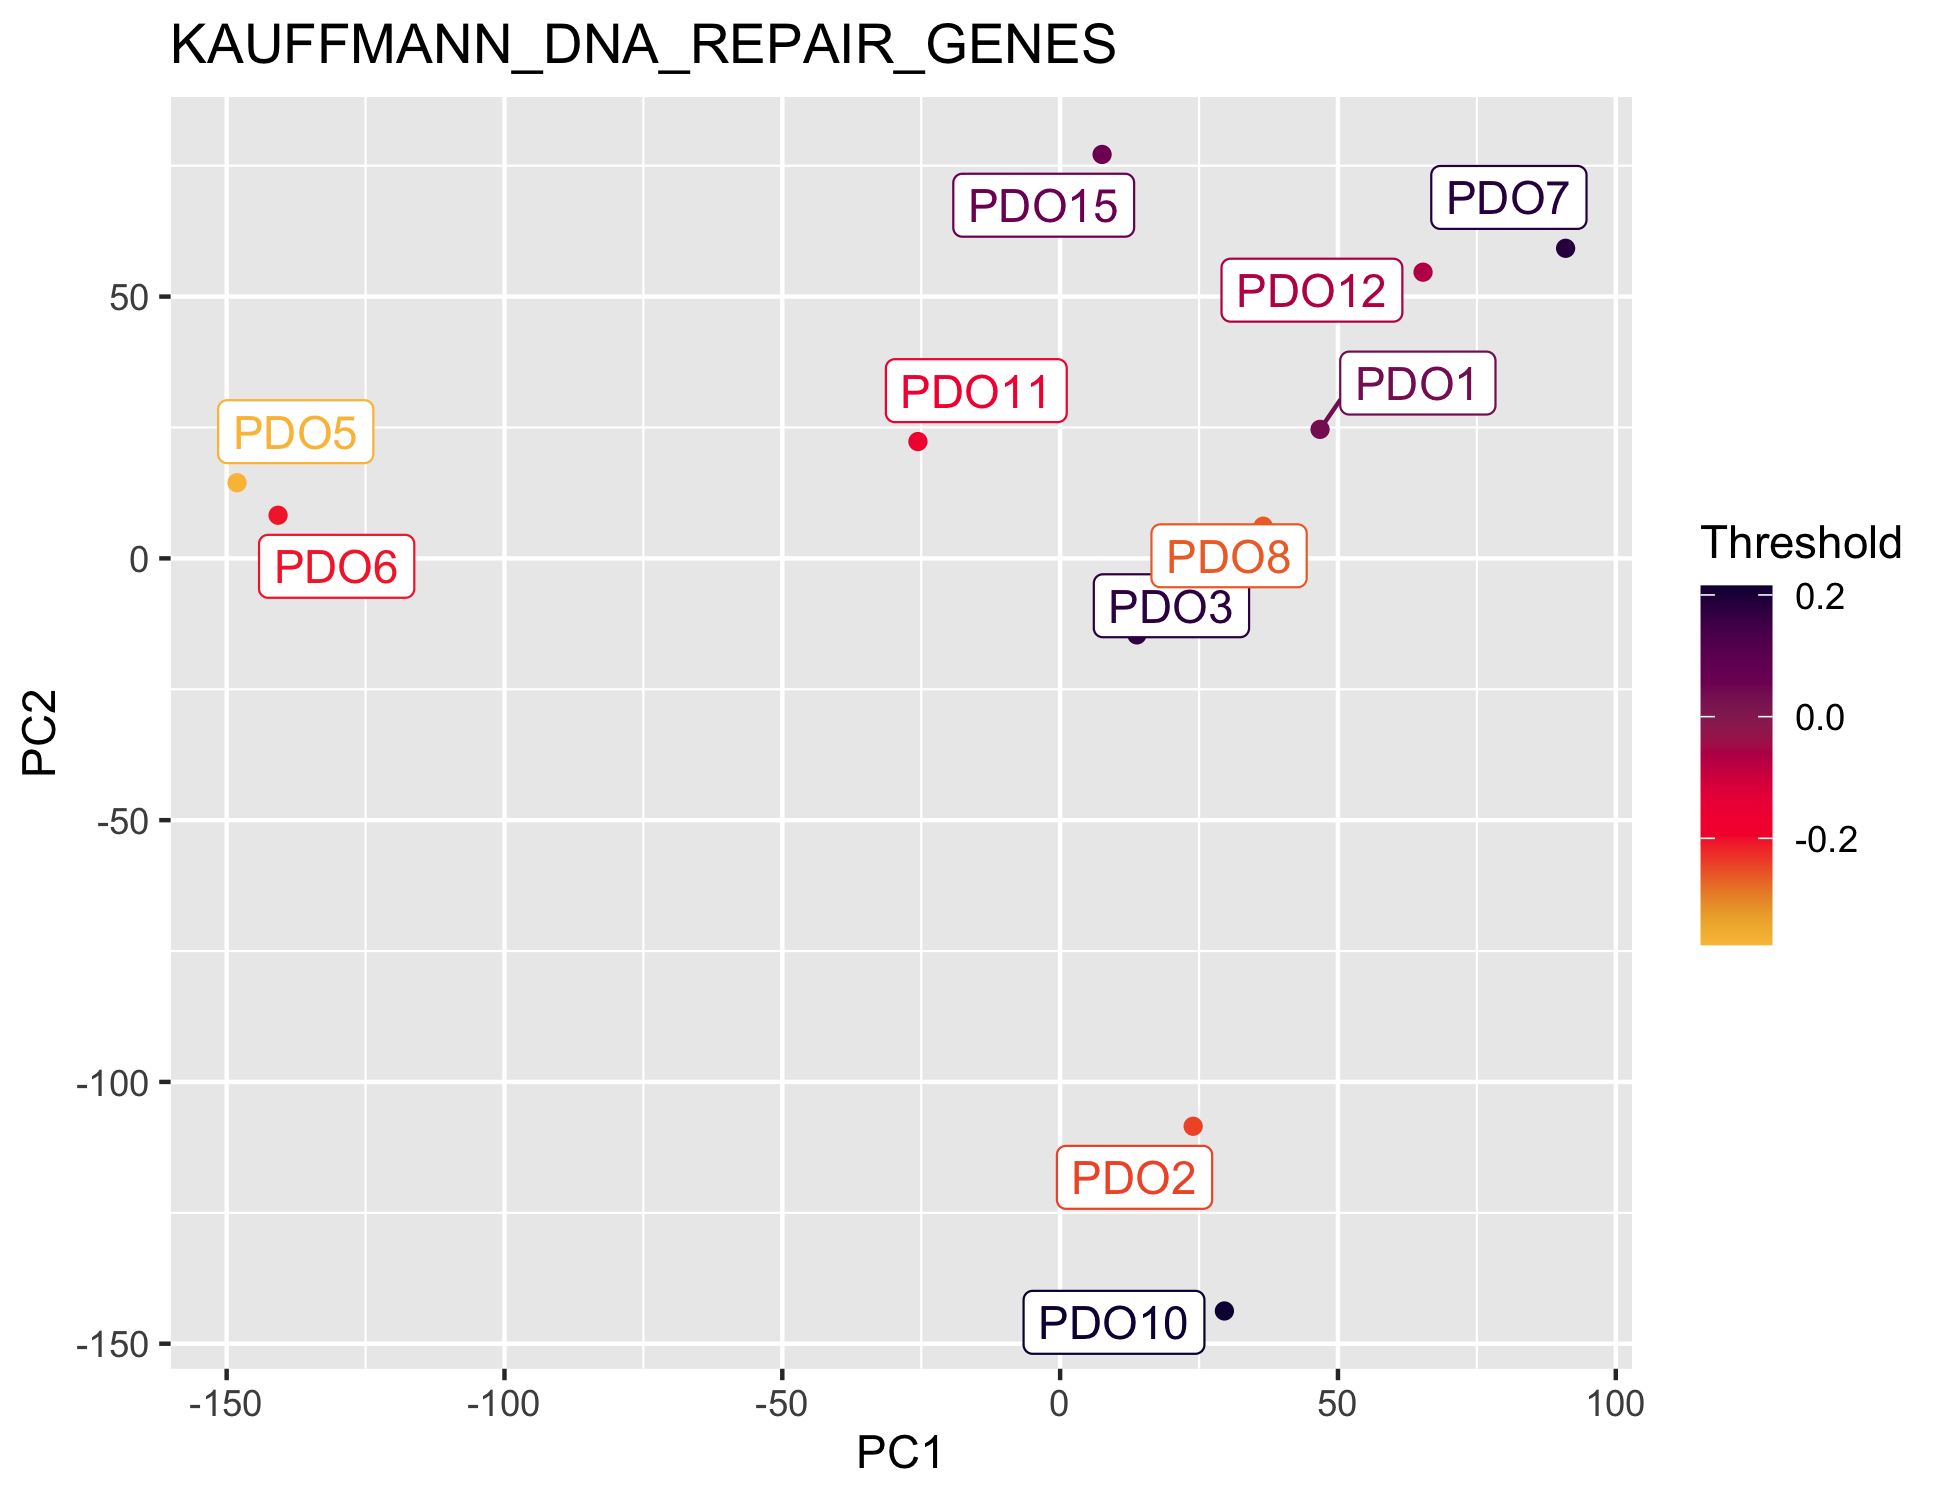 KAUFFMANN_DNA_REPAIR_GENES
PDO15
PDO7
PDO12
PDO11
PDO1
PDO5
PDO6
PDO8
PDO3
PDO2
PDO10
50
0
-50
-100
-150
PC2
-150
-100
-50
0
50
100
PC1
Threshold
0.2
0.0
-0.2